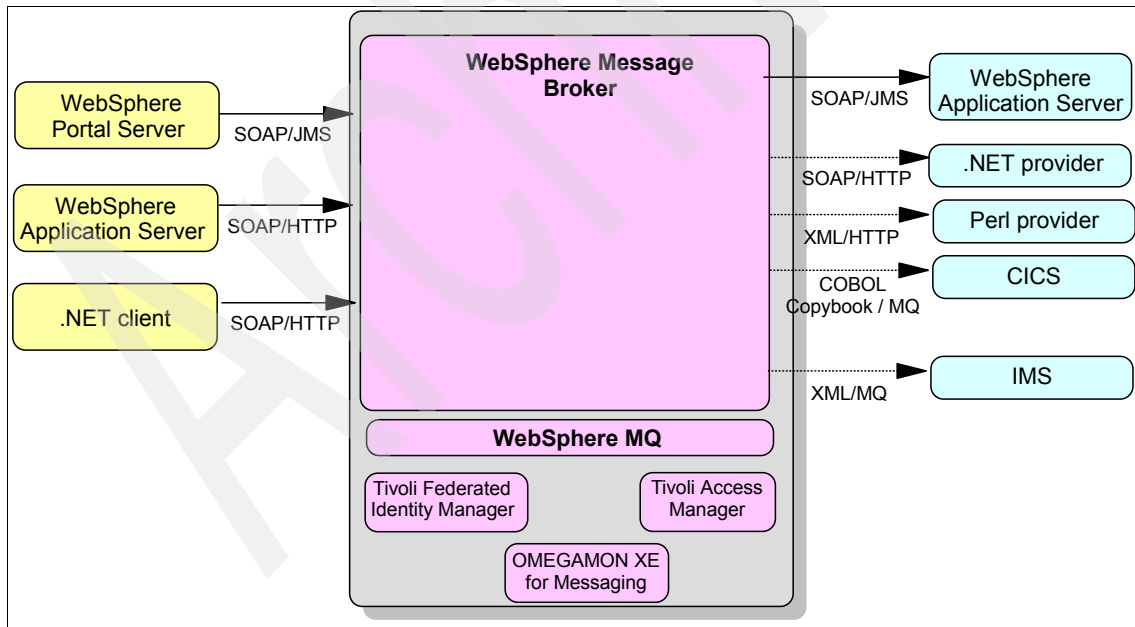 WebSphere
Portal Server
SOAP/JMS
WebSphere
Application Server
SOAP/HTTP
.NET client
SOAP/HTTP
WebSphere Message
Broker
WebSphere MQ
Tivoli Federated
Identity Manager
Tivoli Access
Manager
OMEGAMON XE
for Messaging
SOAP/JMS
WebSphere
Application Server
SOAP/HTTP
.NET provider
XML/HTTP
Perl provider
COBOL
Copybook / MQ
CICS
XML/MQ
IMS